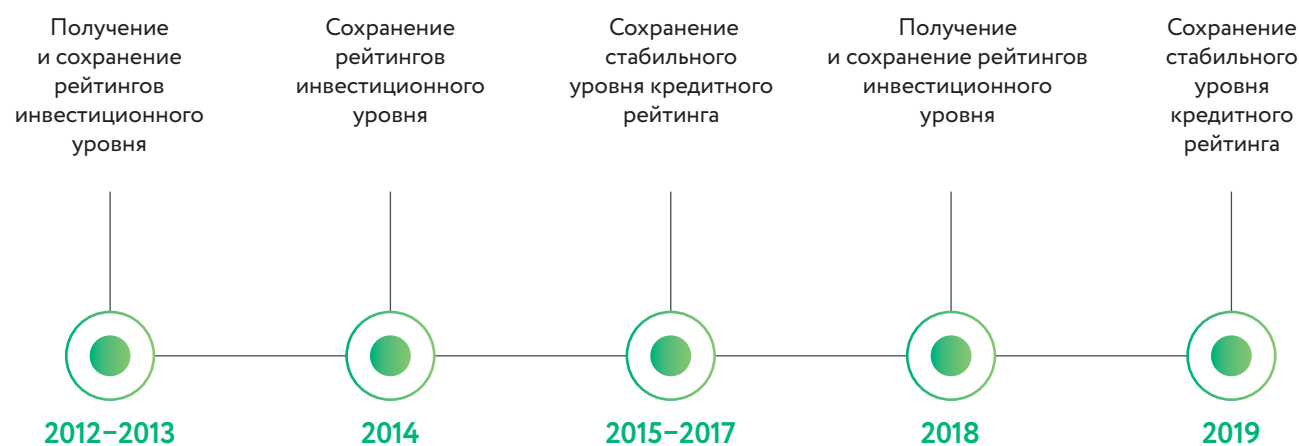 Получение
и сохранение
рейтингов
инвестиционного
уровня
Сохранение
рейтингов
инвестиционного
уровня
Сохранение
стабильного
уровня кредитного
рейтинга
Получение
и сохранение рейтингов
инвестиционного
уровня
Сохранение
стабильного
уровня
кредитного
рейтинга
2012–2013
2014
2015–2017
2018
2019